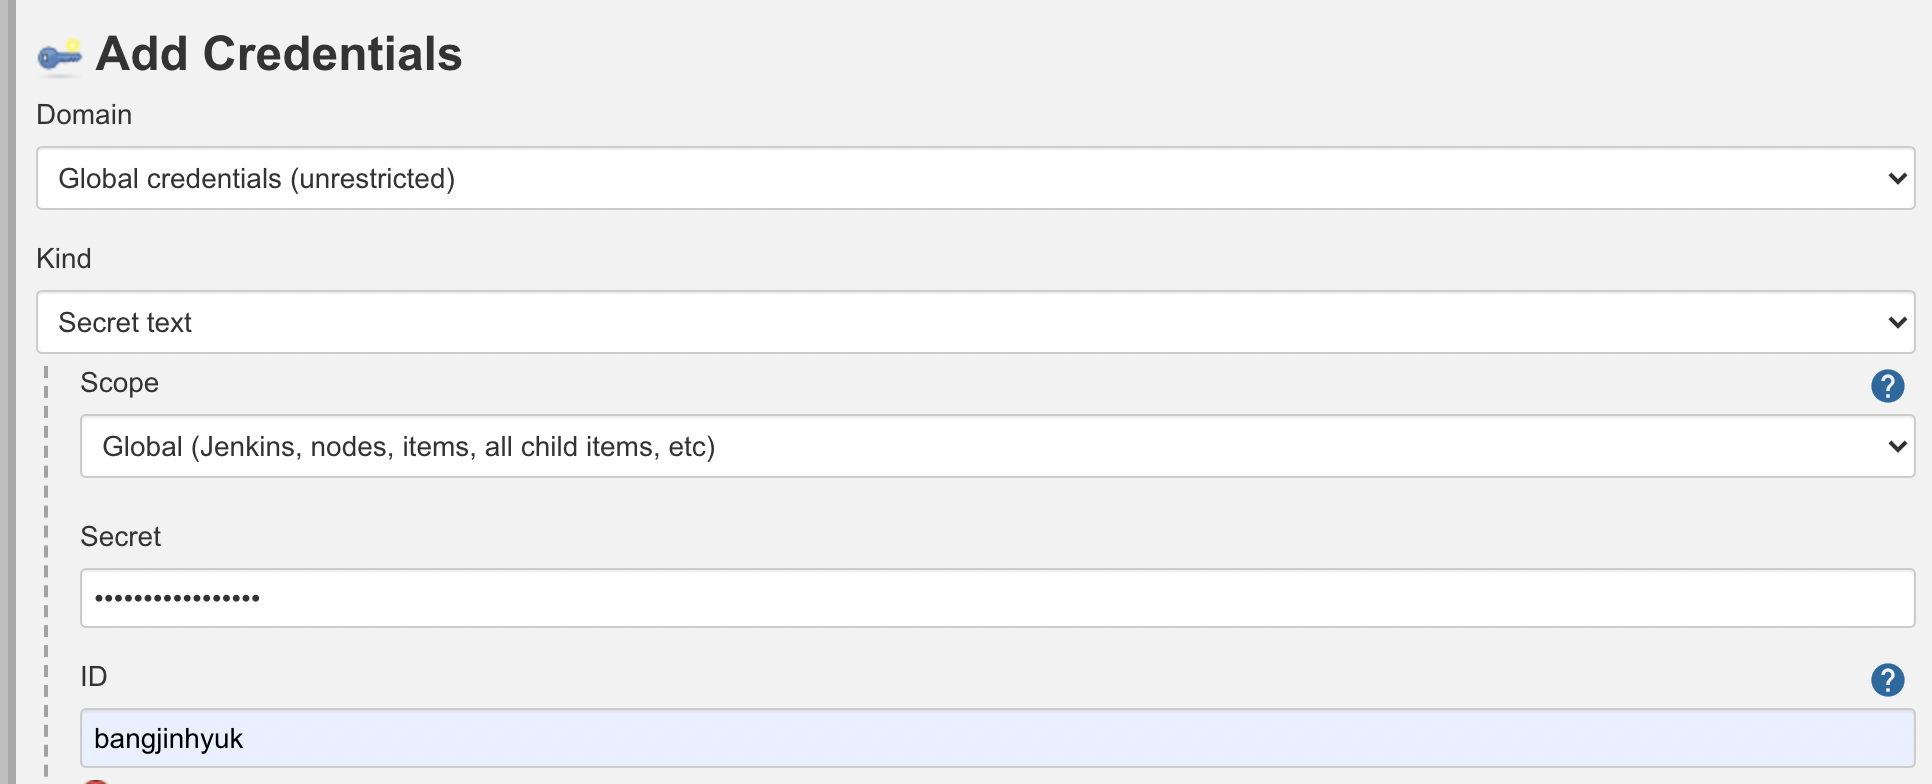 Add Credentials
Domain
Global credentials (unrestricted)
Kind
Secret text
Scope
?
Global (Jenkins, nodes, items, all child items, etc)
Secret
•••••••••••••••••
ID
?
bangjinhyuk